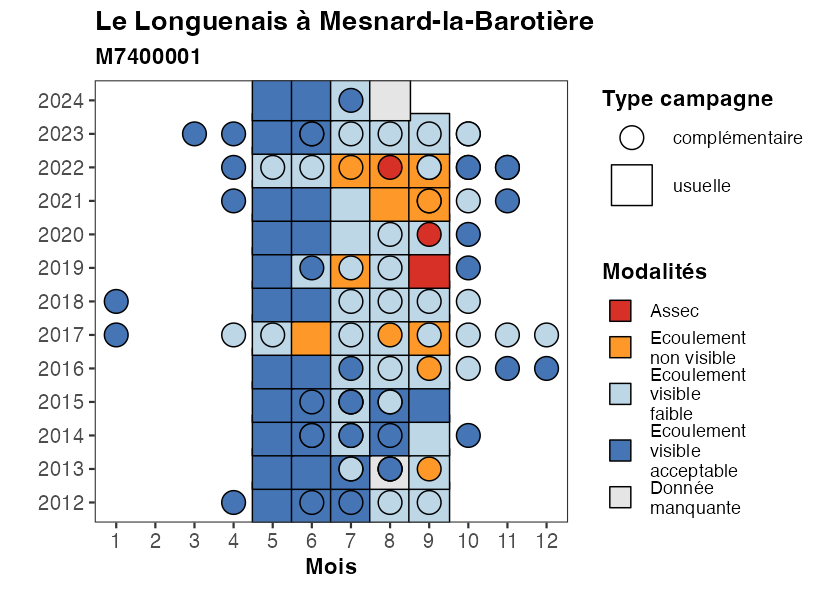 Le Longuenais à Mesnard-la-Barotière
M7400001
2024
2023
2022
2021
2020
2019
2018
2017
2016
2015
2014
2013
2012
1 2 3 4 5 6 7 8 9 10 11 12
Mois
Type campagne
complémentaire
usuelle
Modalités
Assec
Ecoulement
non visible
Ecoulement
visible
faible
Ecoulement
visible
acceptable
Donnée
manquante